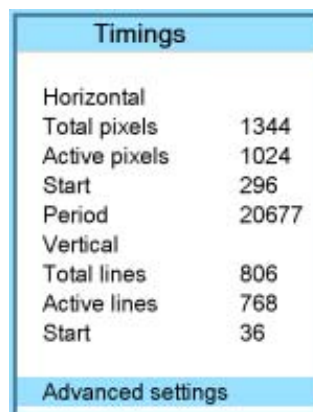 Timings
Horizontal
Total pixels 1344
Active pixels 1024
Start 296
Period 20677
Vertical
Total lines 806
Active lines 768
Start 36
Advanced settings